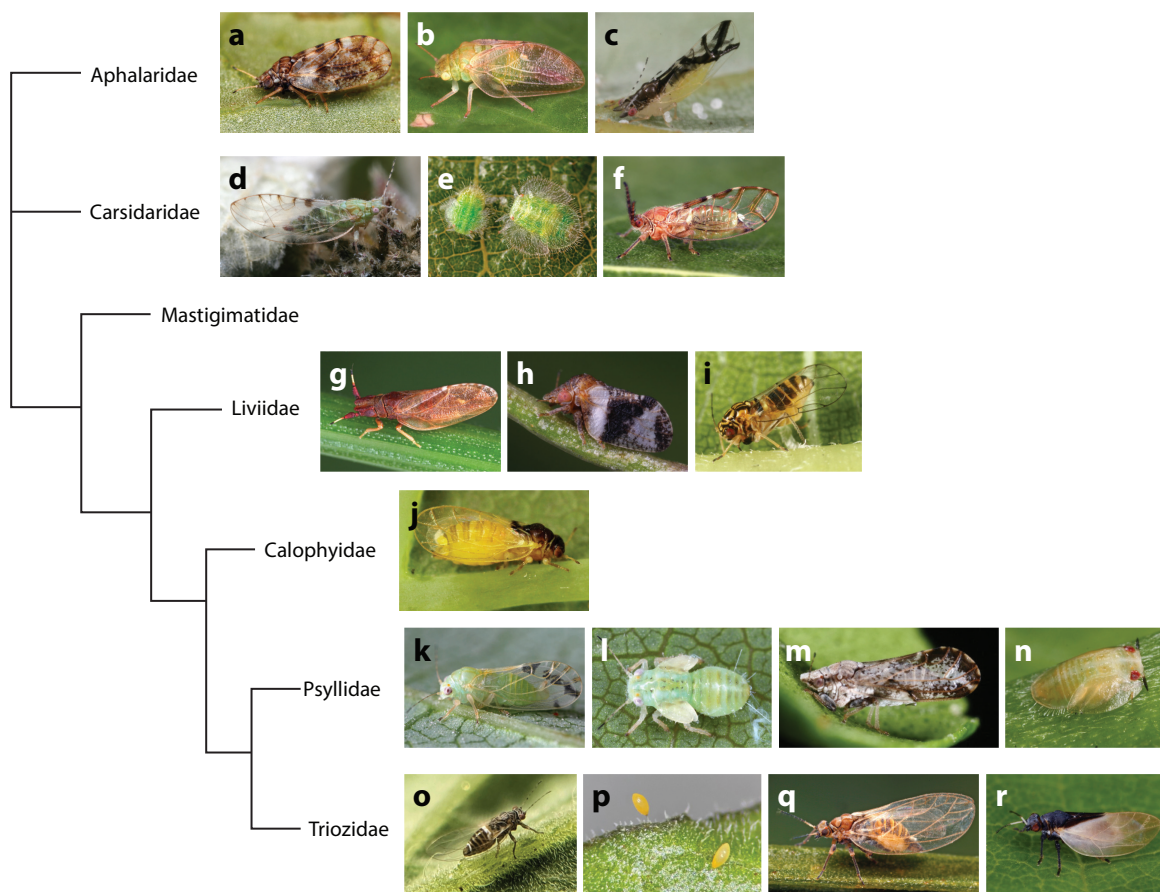 a b c
Aphalaridae
d e f
Carsidaridae
Mastigimatidae
g h i
Liviidae
j
Calophyidae
k l m n
Psyllidae
o p q r
Triozidae